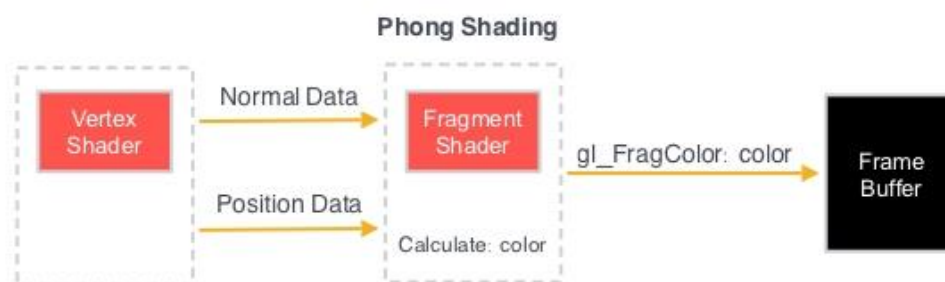 Phong Shading
Vertex
Shader
Normal Data
Position Data
Fragment
Shader
Calculate: color
gl_FragColor: color
Frame
Buffer